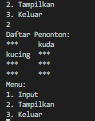 2. Tampilkan
3. Keluar
2
Daftar Penonton:
***     kuda
kucing  ***
***     ***
***     ***
Menu:
1. Input
2. Tampilkan
3. Keluar